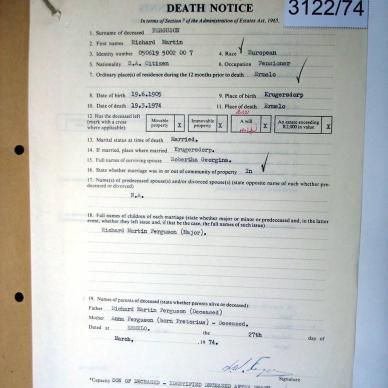 DEATH NOTICE
3122/74
In terms of Section 7 of the Administration of Estates Act, 1965.
1. Surname of deceased FERGUSON
2. First names Richard Martin 4. Race European
3. Identity number 050619 5002 00 7 6. Occupation Pensioner
5. Nationality S.A. Citizen
7. Ordinary place(s) of residence during the 12 months prior to death Ermelo
8. Date of birth 19.6.1905 9. Place of birth Krugersdorp
10. Date of death 19.3.1974 11. Place of death Ermelo
12. Has the deceased left (mark with a cross where applicable): Movable property X Immovable property X A will X An estate exceeding R2,000 in value X
13. Marital status at time of death Married.
14. If married, place where married Krugersdorp.
15. Full names of surviving spouse Robertha Georgina.
16. State whether marriage was in or out of community of property In
17. Name(s) of predeceased spouse(s) and/or divorced spouse(s) (state opposite name of each whether pre-
deceased or divorced)
N.A.
18. Full names of children of each marriage (state whether major or minor or predeceased and, in the latter
event, whether they left issue and, if that be the case, the full names of such issue)
Richard Martin Ferguson (Major).
19. Names of parents of deceased (state whether parents alive or deceased):
Father Richard Martin Ferguson (Deceased)
Mother Anna Ferguson (born Pretorius) - Deceased.
Dated at ERMELO. the 27th day of
March, 1974.
Signature
*Capacity SON OF DECEASED - IDENTIFIED DECEASED AFTER DEATH